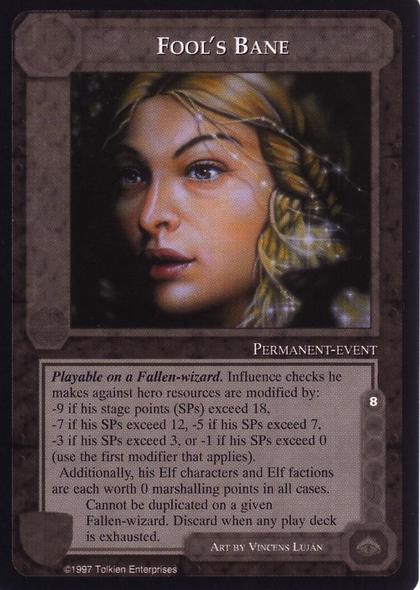 FOOL'S BANE
PERMANENT-EVENT
Playable on a Fallen-wizard. Influence checks he
makes against hero resources are modified by:
-9 if his stage points (SPs) exceed 18,
-7 if his SPs exceed 12, -5 if his SPs exceed 7,
-3 if his SPs exceed 3, or -1 if his SPs exceed 0
(use the first modifier that applies).
Additionally, his Elf characters and Elf factions
are each worth 0 marshalling points in all cases.
Cannot be duplicated on a given
Fallen-wizard. Discard when any play deck
is exhausted.
8
ART BY VINCENS LUJÁN
©1997 Tolkien Enterprises